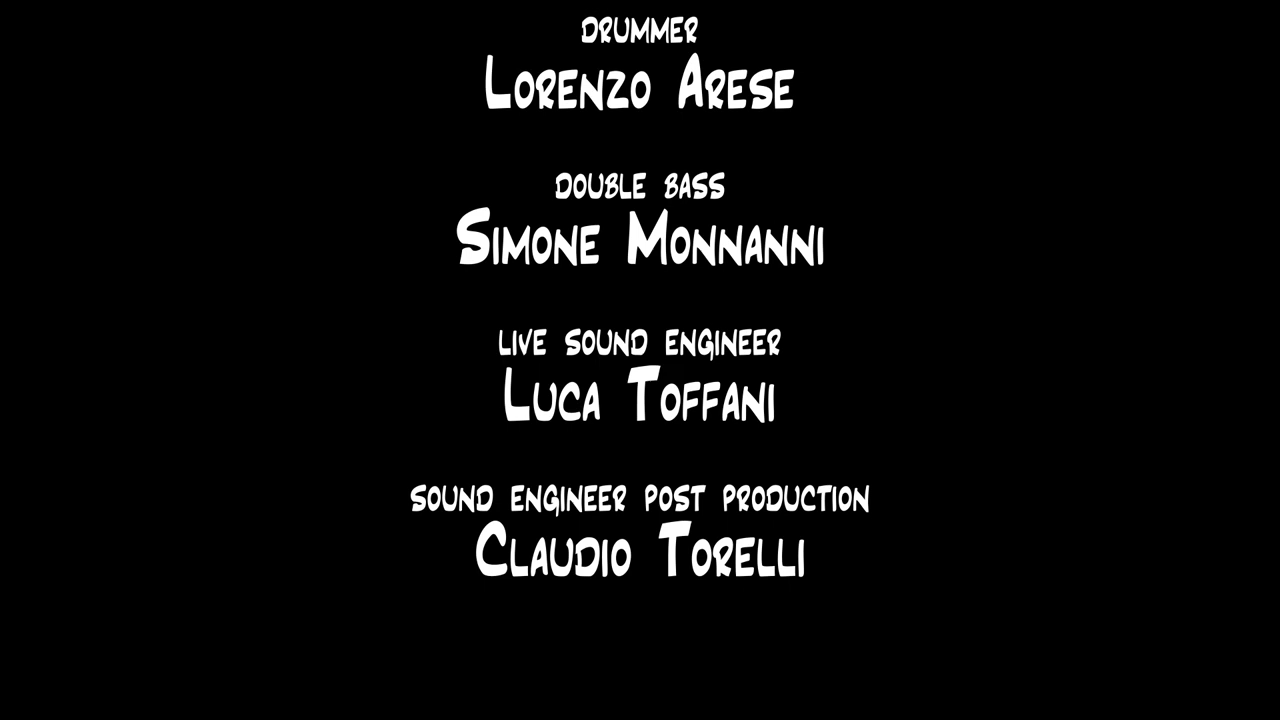 DRUMMER
LORENZO ARESE
DOUBLE BASS
SIMONE MONNANNI
LIVE SOUND ENGINEER
LUCA TOFFANI
SOUND ENGINEER POST PRODUCTION
CLAUDIO TORELLI